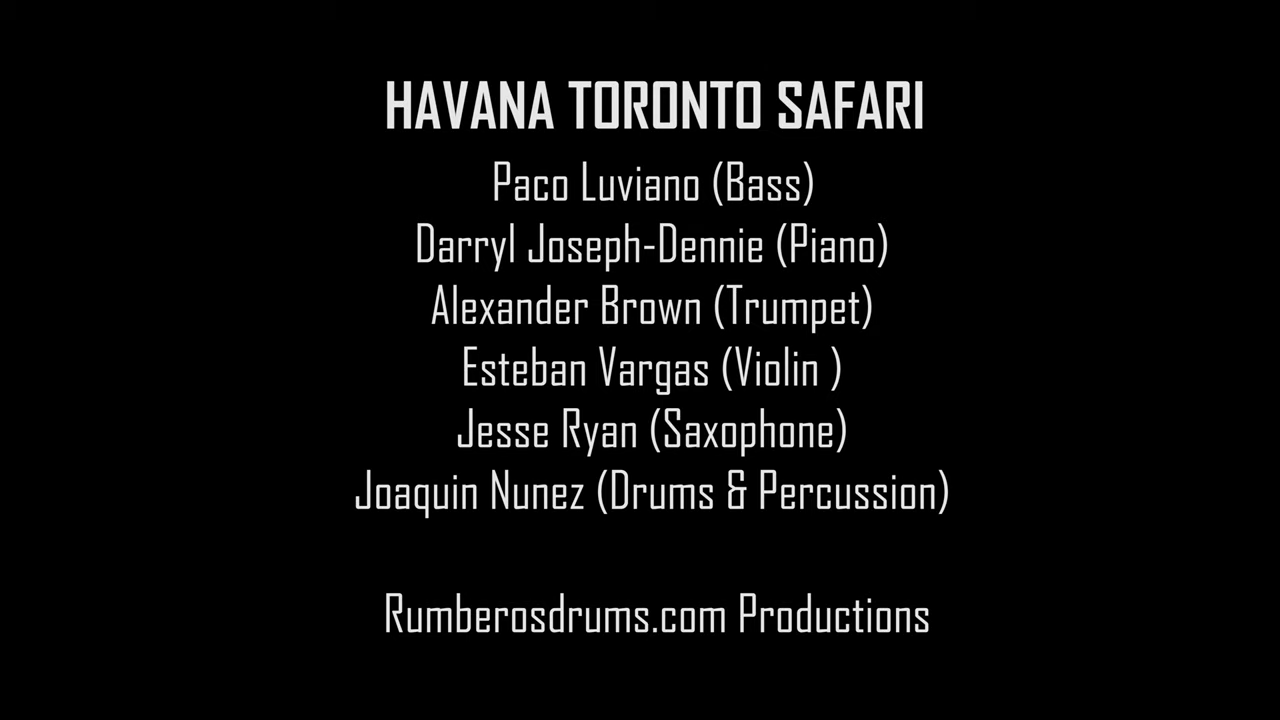 HAVANA TORONTO SAFARI
Paco Luviano (Bass)
Darryl Joseph-Dennie (Piano)
Alexander Brown (Trumpet)
Esteban Vargas (Violin )
Jesse Ryan (Saxophone)
Joaquin Nunez (Drums & Percussion)
Rumberosdrums.com Productions